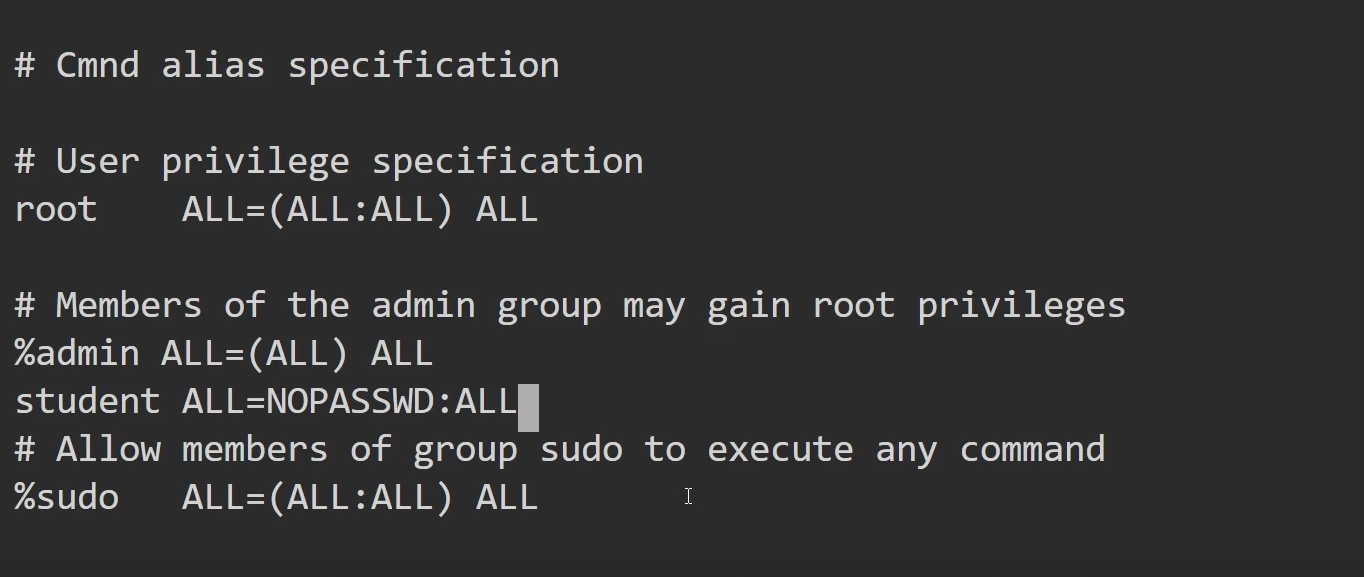 # Cmnd alias specification
# User privilege specification
root    ALL=(ALL:ALL) ALL
# Members of the admin group may gain root privileges
%admin ALL=(ALL) ALL
student ALL=NOPASSWD:ALL
# Allow members of group sudo to execute any command
%sudo   ALL=(ALL:ALL) ALL